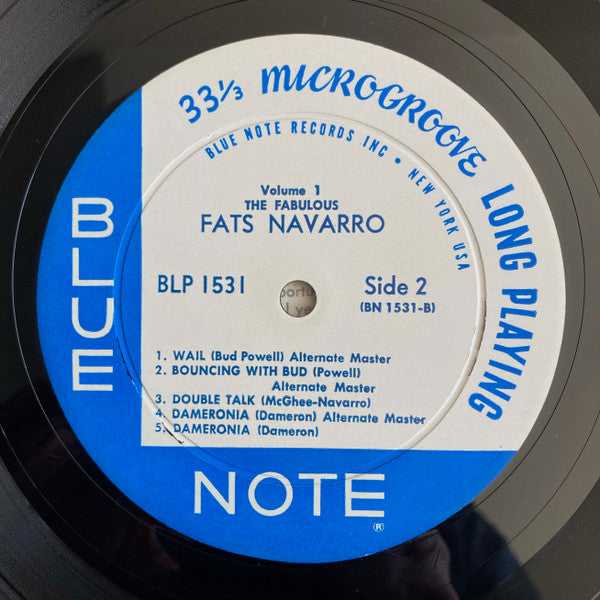 33⅓ MICROGROOVE LONG PLAYING
BLUE NOTE RECORDS INC • NEW YORK USA
Volume 1
THE FABULOUS
FATS NAVARRO
BLP 1531
Side 2
(BN 1531-B)
1. WAIL (Bud Powell) Alternate Master
2. BOUNCING WITH BUD (Powell)
Alternate Master
3. DOUBLE TALK (McGhee-Navarro)
4. DAMERONIA (Dameron) Alternate Master
5. DAMERONIA (Dameron)
BLUE
NOTE
®